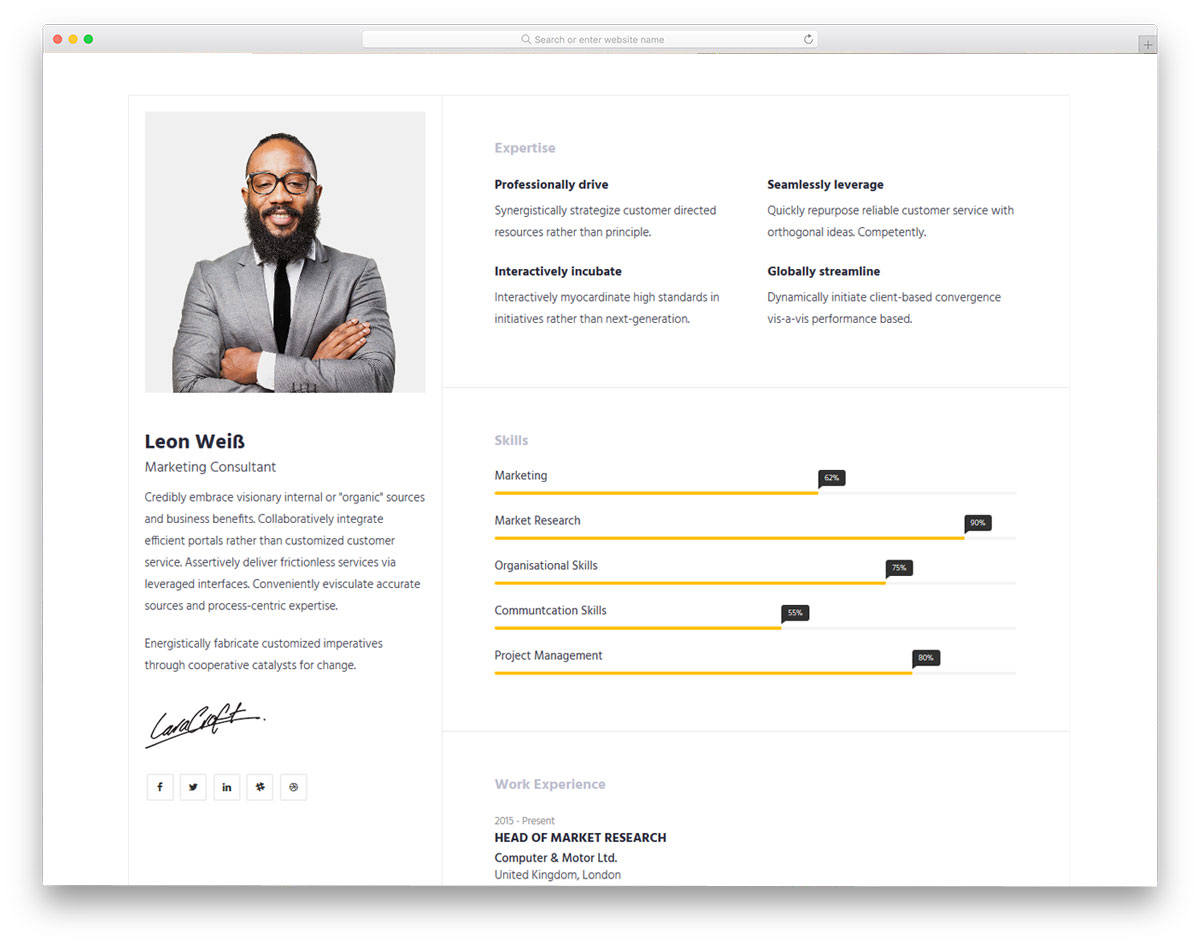 Search or enter website name
Leon Weiß
Marketing Consultant
Credibly embrace visionary internal or "organic" sources
and business benefits. Collaboratively integrate
efficient portals rather than customized customer
service. Assertively deliver frictionless services via
leveraged interfaces. Conveniently evisculate accurate
sources and process-centric expertise.
Energistically fabricate customized imperatives
through cooperative catalysts for change.
LaraCroft.
Expertise
Professionally drive
Synergistically strategize customer directed
resources rather than principle.
Seamlessly leverage
Quickly repurpose reliable customer service with
orthogonal ideas. Competently.
Interactively incubate
Interactively myocardinate high standards in
initiatives rather than next-generation.
Globally streamline
Dynamically initiate client-based convergence
vis-a-vis performance based.
Skills
Marketing 62%
Market Research 90%
Organisational Skills 75%
Communtcation Skills 55%
Project Management 80%
Work Experience
2015 - Present
HEAD OF MARKET RESEARCH
Computer & Motor Ltd.
United Kingdom, London